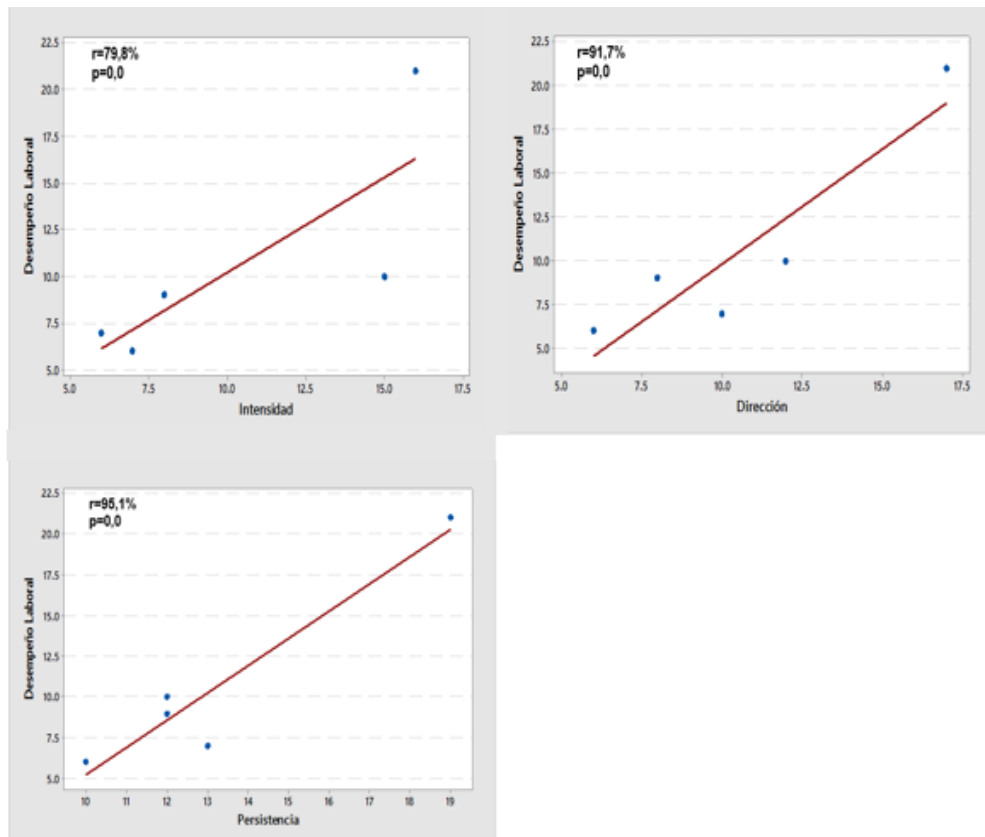 r=79,8%
p=0,0
Desempeño Laboral
22.5
20.0
17.5
15.0
12.5
10.0
7.5
5.0
5.0 7.5 10.0 12.5 15.0 17.5
Intensidad
r=91,7%
p=0,0
Desempeño Laboral
22.5
20.0
17.5
15.0
12.5
10.0
7.5
5.0
5.0 7.5 10.0 12.5 15.0 17.5
Dirección
r=95,1%
p=0,0
Desempeño Laboral
22.5
20.0
17.5
15.0
12.5
10.0
7.5
5.0
10 11 12 13 14 15 16 17 18 19
Persistencia